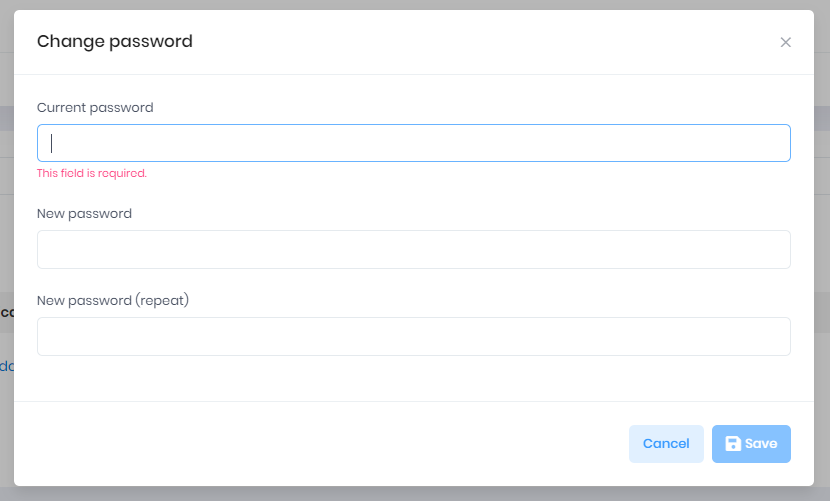 Change password
Current password
This field is required.
New password
New password (repeat)
Cancel
Save